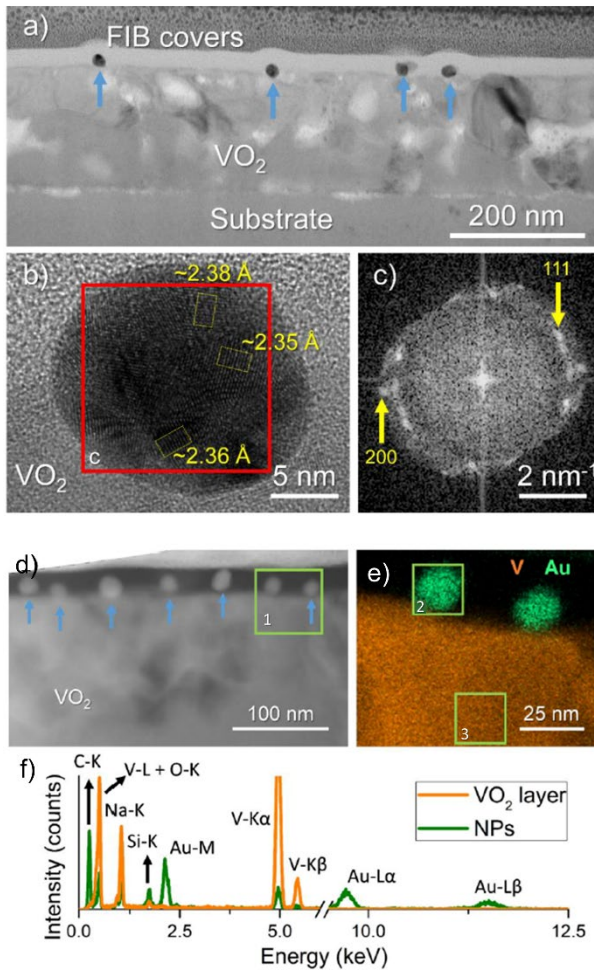 a)
FIB covers
VO₂
Substrate
200 nm
b)
~2.38 Å
~2.35 Å
~2.36 Å
c
VO₂
5 nm
c)
111
200
2 nm⁻¹
d)
1
VO₂
100 nm
e)
V Au
2
3
25 nm
f)
C-K
V-L + O-K
Na-K
Si-K
Au-M
V-Kα
V-Kβ
Au-Lα
Au-Lβ
VO₂ layer
NPs
Intensity (counts)
0.0 2.5 5.0 10.0 12.5
Energy (keV)